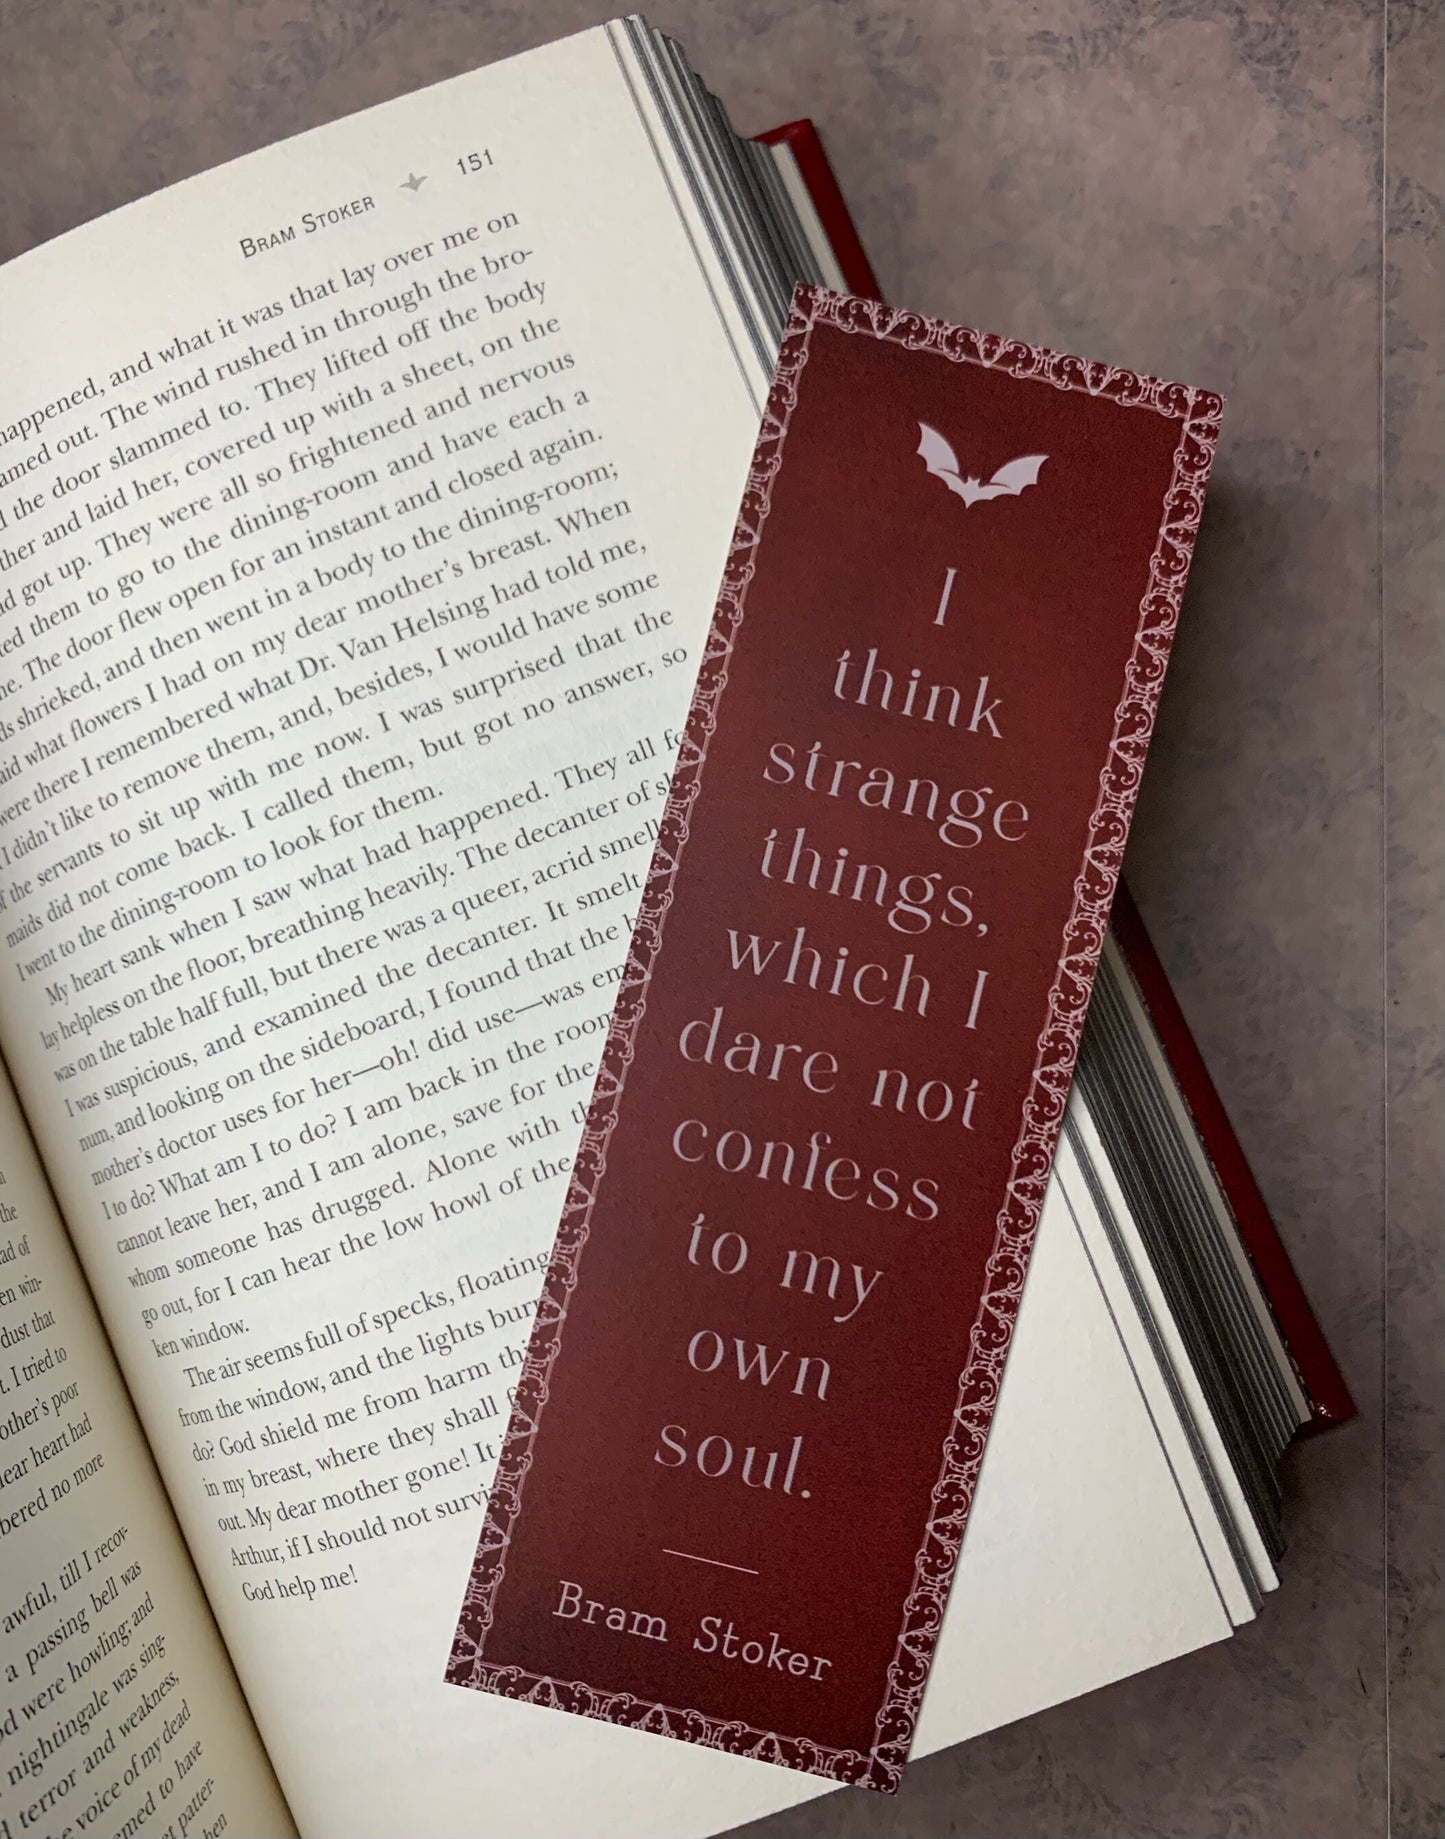 BRAM STOKER 151
happened, and what it was that lay over me on
out. The wind rushed in through the bro-
the door slammed to. They lifted off the body
and laid her, covered up with a sheet, on the
got up. They were all so frightened and nervous
them to go to the dining-room and have each a
The door flew open for an instant and closed again.
shricked, and then went in a body to the dining-room;
what flowers I had on my dear mother's breast. When
were there I remembered what Dr. Van Helsing had told me,
I didn't like to remove them, and, besides, I would have some
of the servants to sit up with me now. I was surprised that the
maids did not come back. I called them, but got no answer, so
I went to the dining-room to look for them.
My heart sank when I saw what had happened. They all
lay helpless on the floor, breathing heavily. The decanter of
was on the table half full, but there was a queer, acrid smell
I was suspicious, and examined the decanter. It smelt
num, and looking on the sideboard, I found that the
mother's doctor uses for her—oh! did use—was
I to do? What am I to do? I am back in the room
cannot leave her, and I am alone, save for the
whom someone has drugged. Alone with
go out, for I can hear the low howl of the
ken window.
The air seems full of specks, floating
from the window, and the lights burn
do? God shield me from harm
in my breast, where they shall
out. My dear mother gone! It
Arthur, if I should not survi
God help me!
the
of
win-
dust that
I tried to
poor
heart had
no more
awful, till I recov-
a passing bell was
were howling; and
nightingale was sing-
terror and weakness,
voice of my dead
to have
patter-
I
think
strange
things,
which I
dare not
confess
to my
own
soul.
Bram Stoker